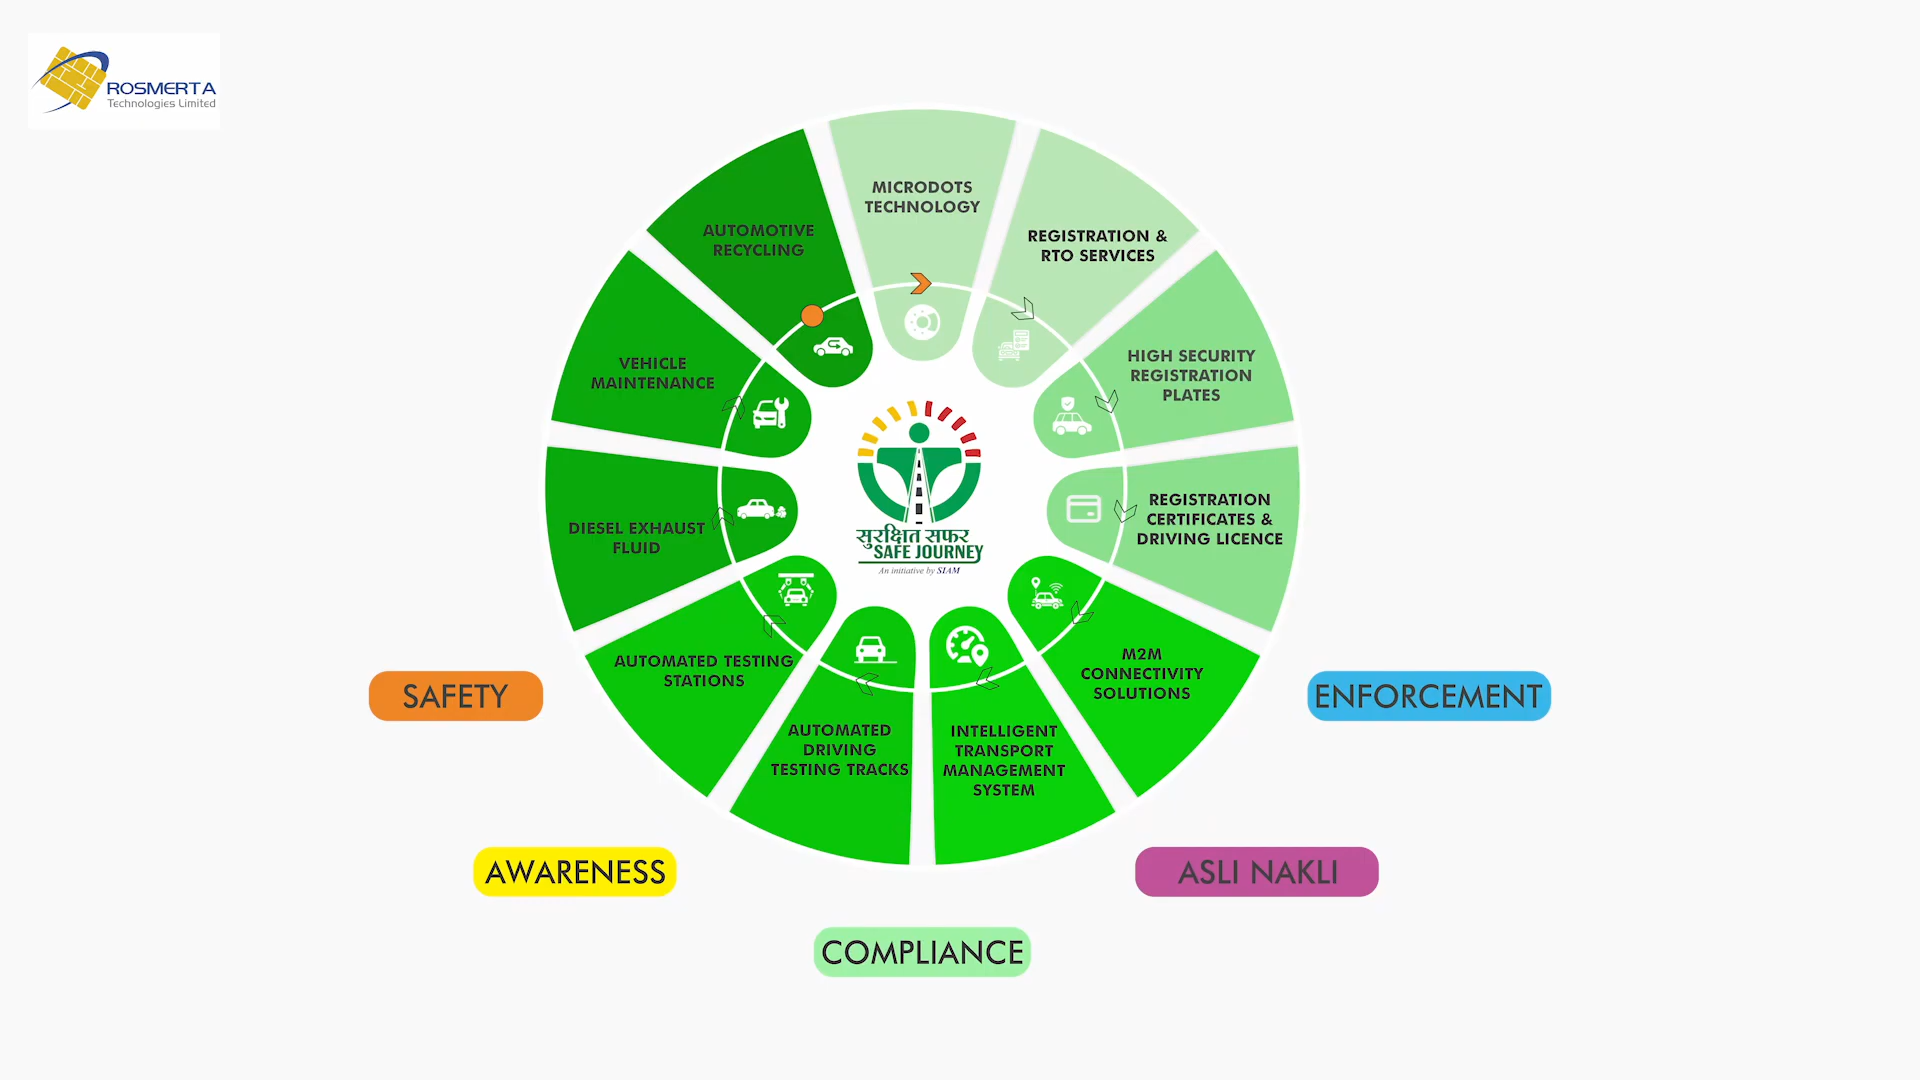 ROSMERTA
Technologies Limited
MICRODOTS
TECHNOLOGY
REGISTRATION &
RTO SERVICES
HIGH SECURITY
REGISTRATION
PLATES
REGISTRATION
CERTIFICATES &
DRIVING LICENCE
M2M
CONNECTIVITY
SOLUTIONS
INTELLIGENT
TRANSPORT
MANAGEMENT
SYSTEM
AUTOMATED
DRIVING
TESTING TRACKS
AUTOMATED TESTING
STATIONS
DIESEL EXHAUST
FLUID
VEHICLE
MAINTENANCE
AUTOMOTIVE
RECYCLING
सुरक्षित सफर
SAFE JOURNEY
An initiative by SIAM
SAFETY
AWARENESS
COMPLIANCE
ASLI NAKLI
ENFORCEMENT